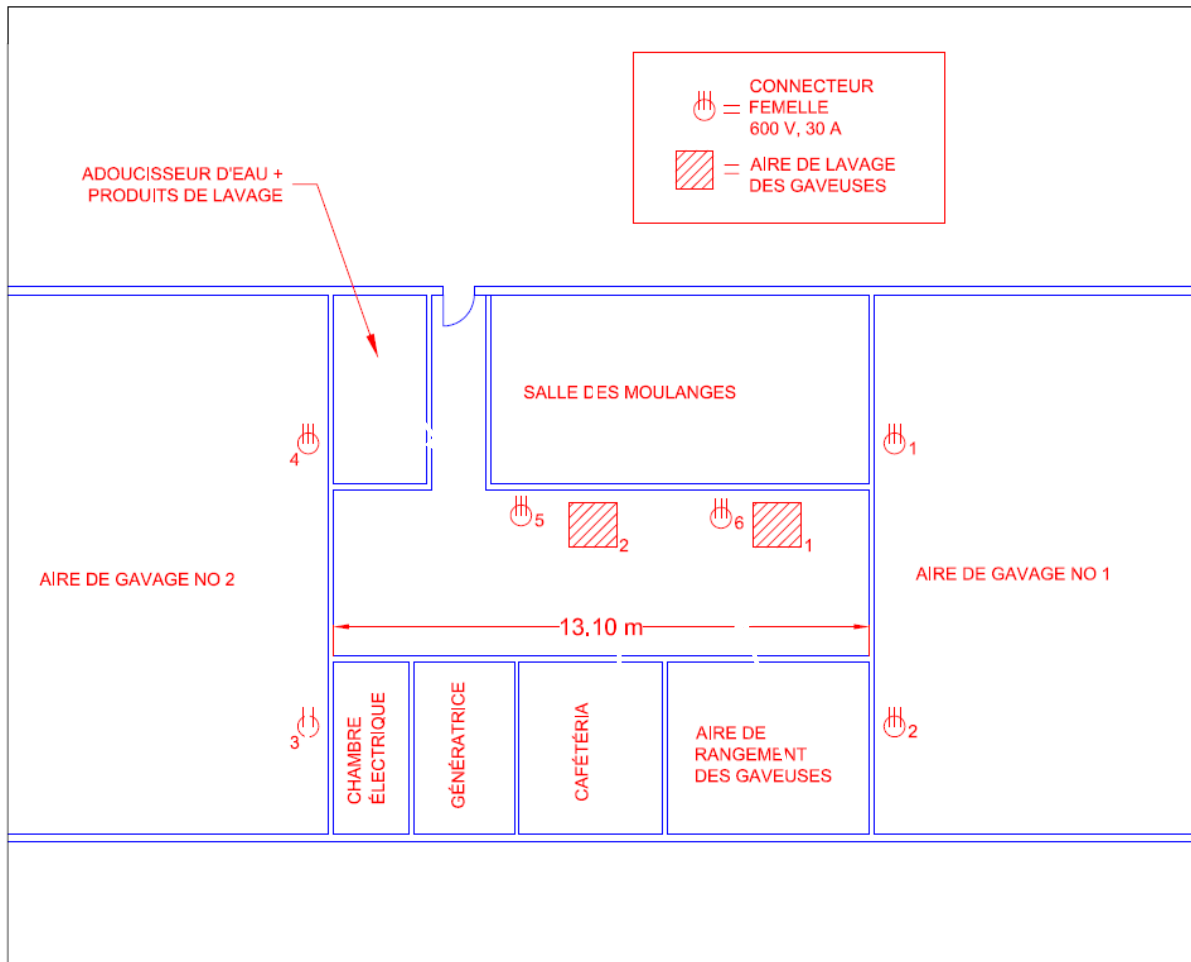 CONNECTEUR
FEMELLE
600 V, 30 A
=
AIRE DE LAVAGE
DES GAVEUSES
=
ADOUCISSEUR D'EAU +
PRODUITS DE LAVAGE
SALLE DES MOULANGES
4
1
5
2
6
1
AIRE DE GAVAGE NO 2
AIRE DE GAVAGE NO 1
13,10 m
3
CHAMBRE
ÉLECTRIQUE
GÉNÉRATRICE
CAFÉTÉRIA
AIRE DE
RANGEMENT
DES GAVEUSES
2